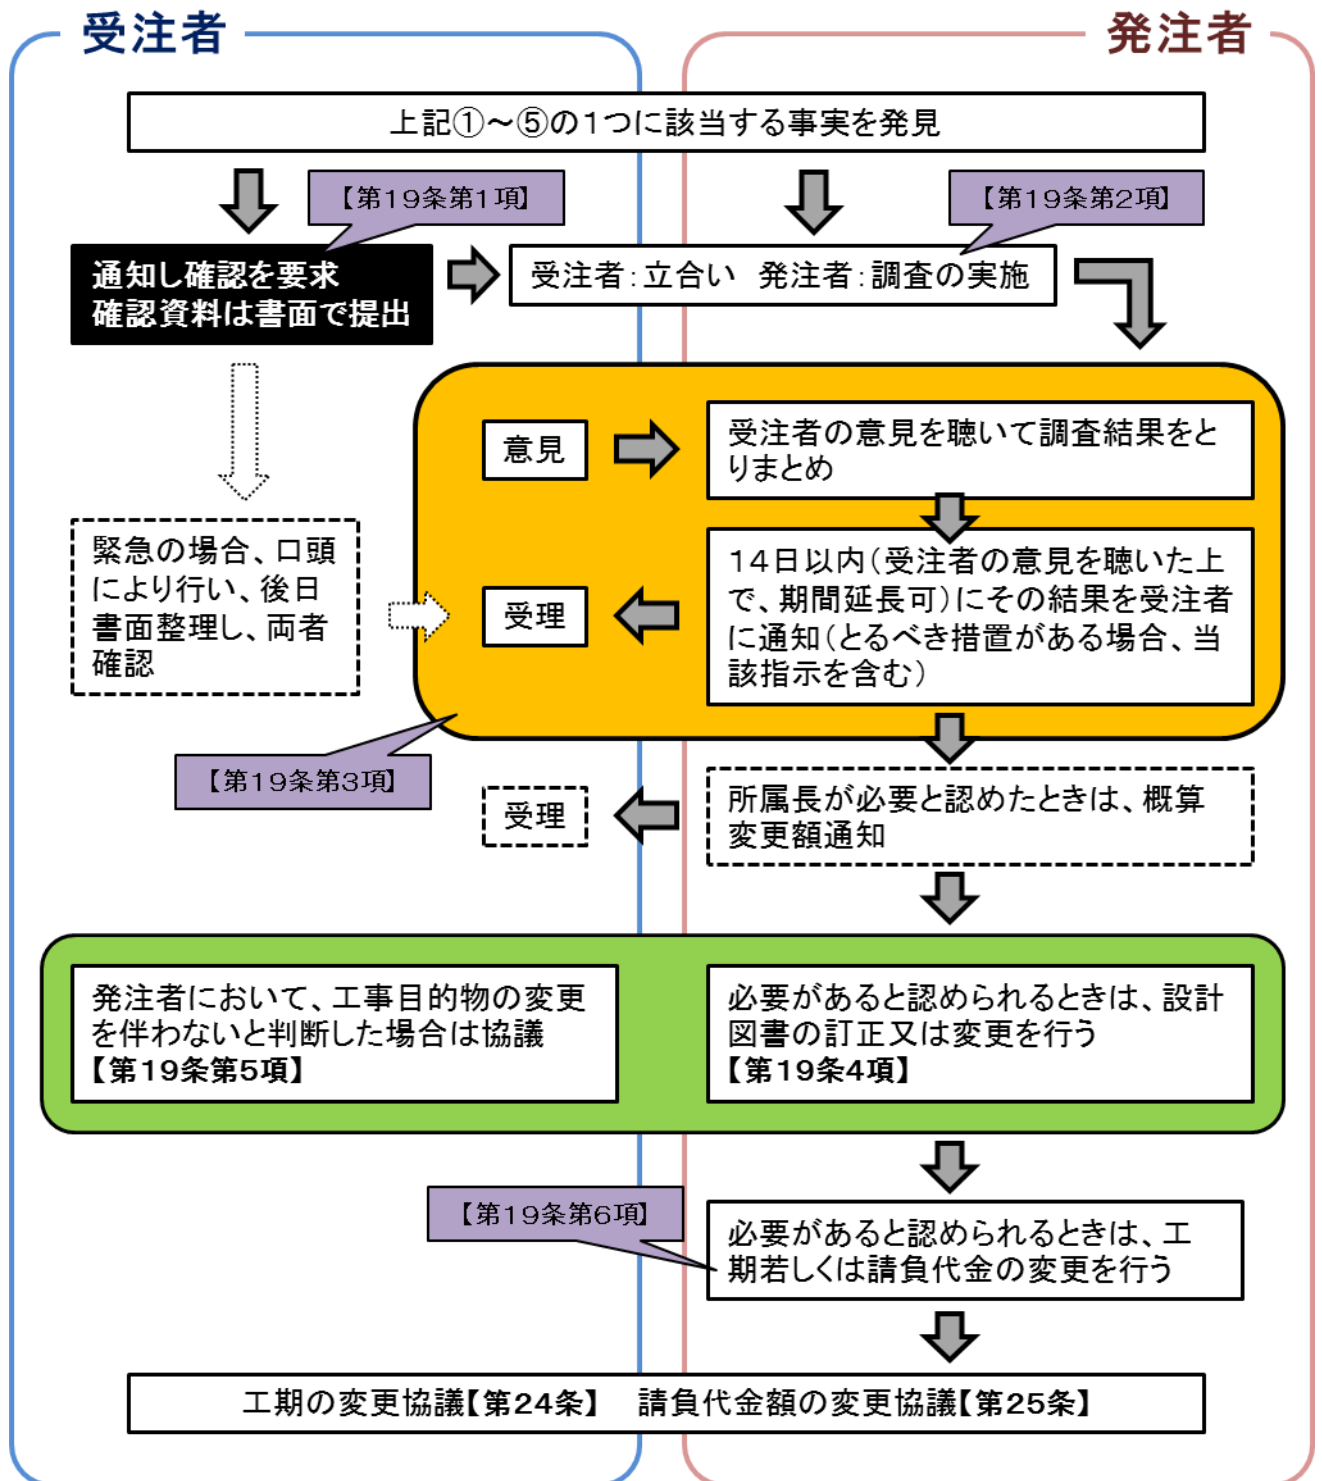 受注者
発注者
上記①～⑤の1つに該当する事実を発見
【第19条第1項】
【第19条第2項】
通知し確認を要求
確認資料は書面で提出
受注者：立合い　発注者：調査の実施
意見
受注者の意見を聴いて調査結果をと
りまとめ
緊急の場合、口頭
により行い、後日
書面整理し、両者
確認
受理
14日以内（受注者の意見を聴いた上
で、期間延長可）にその結果を受注者
に通知（とるべき措置がある場合、当
該指示を含む）
【第19条第3項】
受理
所属長が必要と認めたときは、概算
変更額通知
発注者において、工事目的物の変更
を伴わないと判断した場合は協議
【第19条第5項】
必要があると認められるときは、設計
図書の訂正又は変更を行う
【第19条4項】
【第19条第6項】
必要があると認められるときは、工
期若しくは請負代金の変更を行う
工期の変更協議【第24条】　請負代金額の変更協議【第25条】